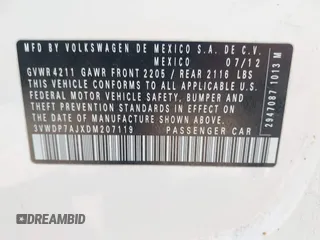 MFD BY VOLKSWAGEN DE MEXICO S.A. DE C.V.
MEXICO 07/12
GVWR 4211 GAWR FRONT 2205 / REAR 2116 LBS
THIS VEHICLE CONFORMS TO ALL APPLICABLE
FEDERAL MOTOR VEHICLE SAFETY, BUMPER AND
THEFT PREVENTION STANDARDS IN EFFECT ON THE
DATE OF MANUFACTURE SHOWN ABOVE.
3VWDP7AJXDM207119 PASSENGER CAR
2947087 1013 M
DREAMBID